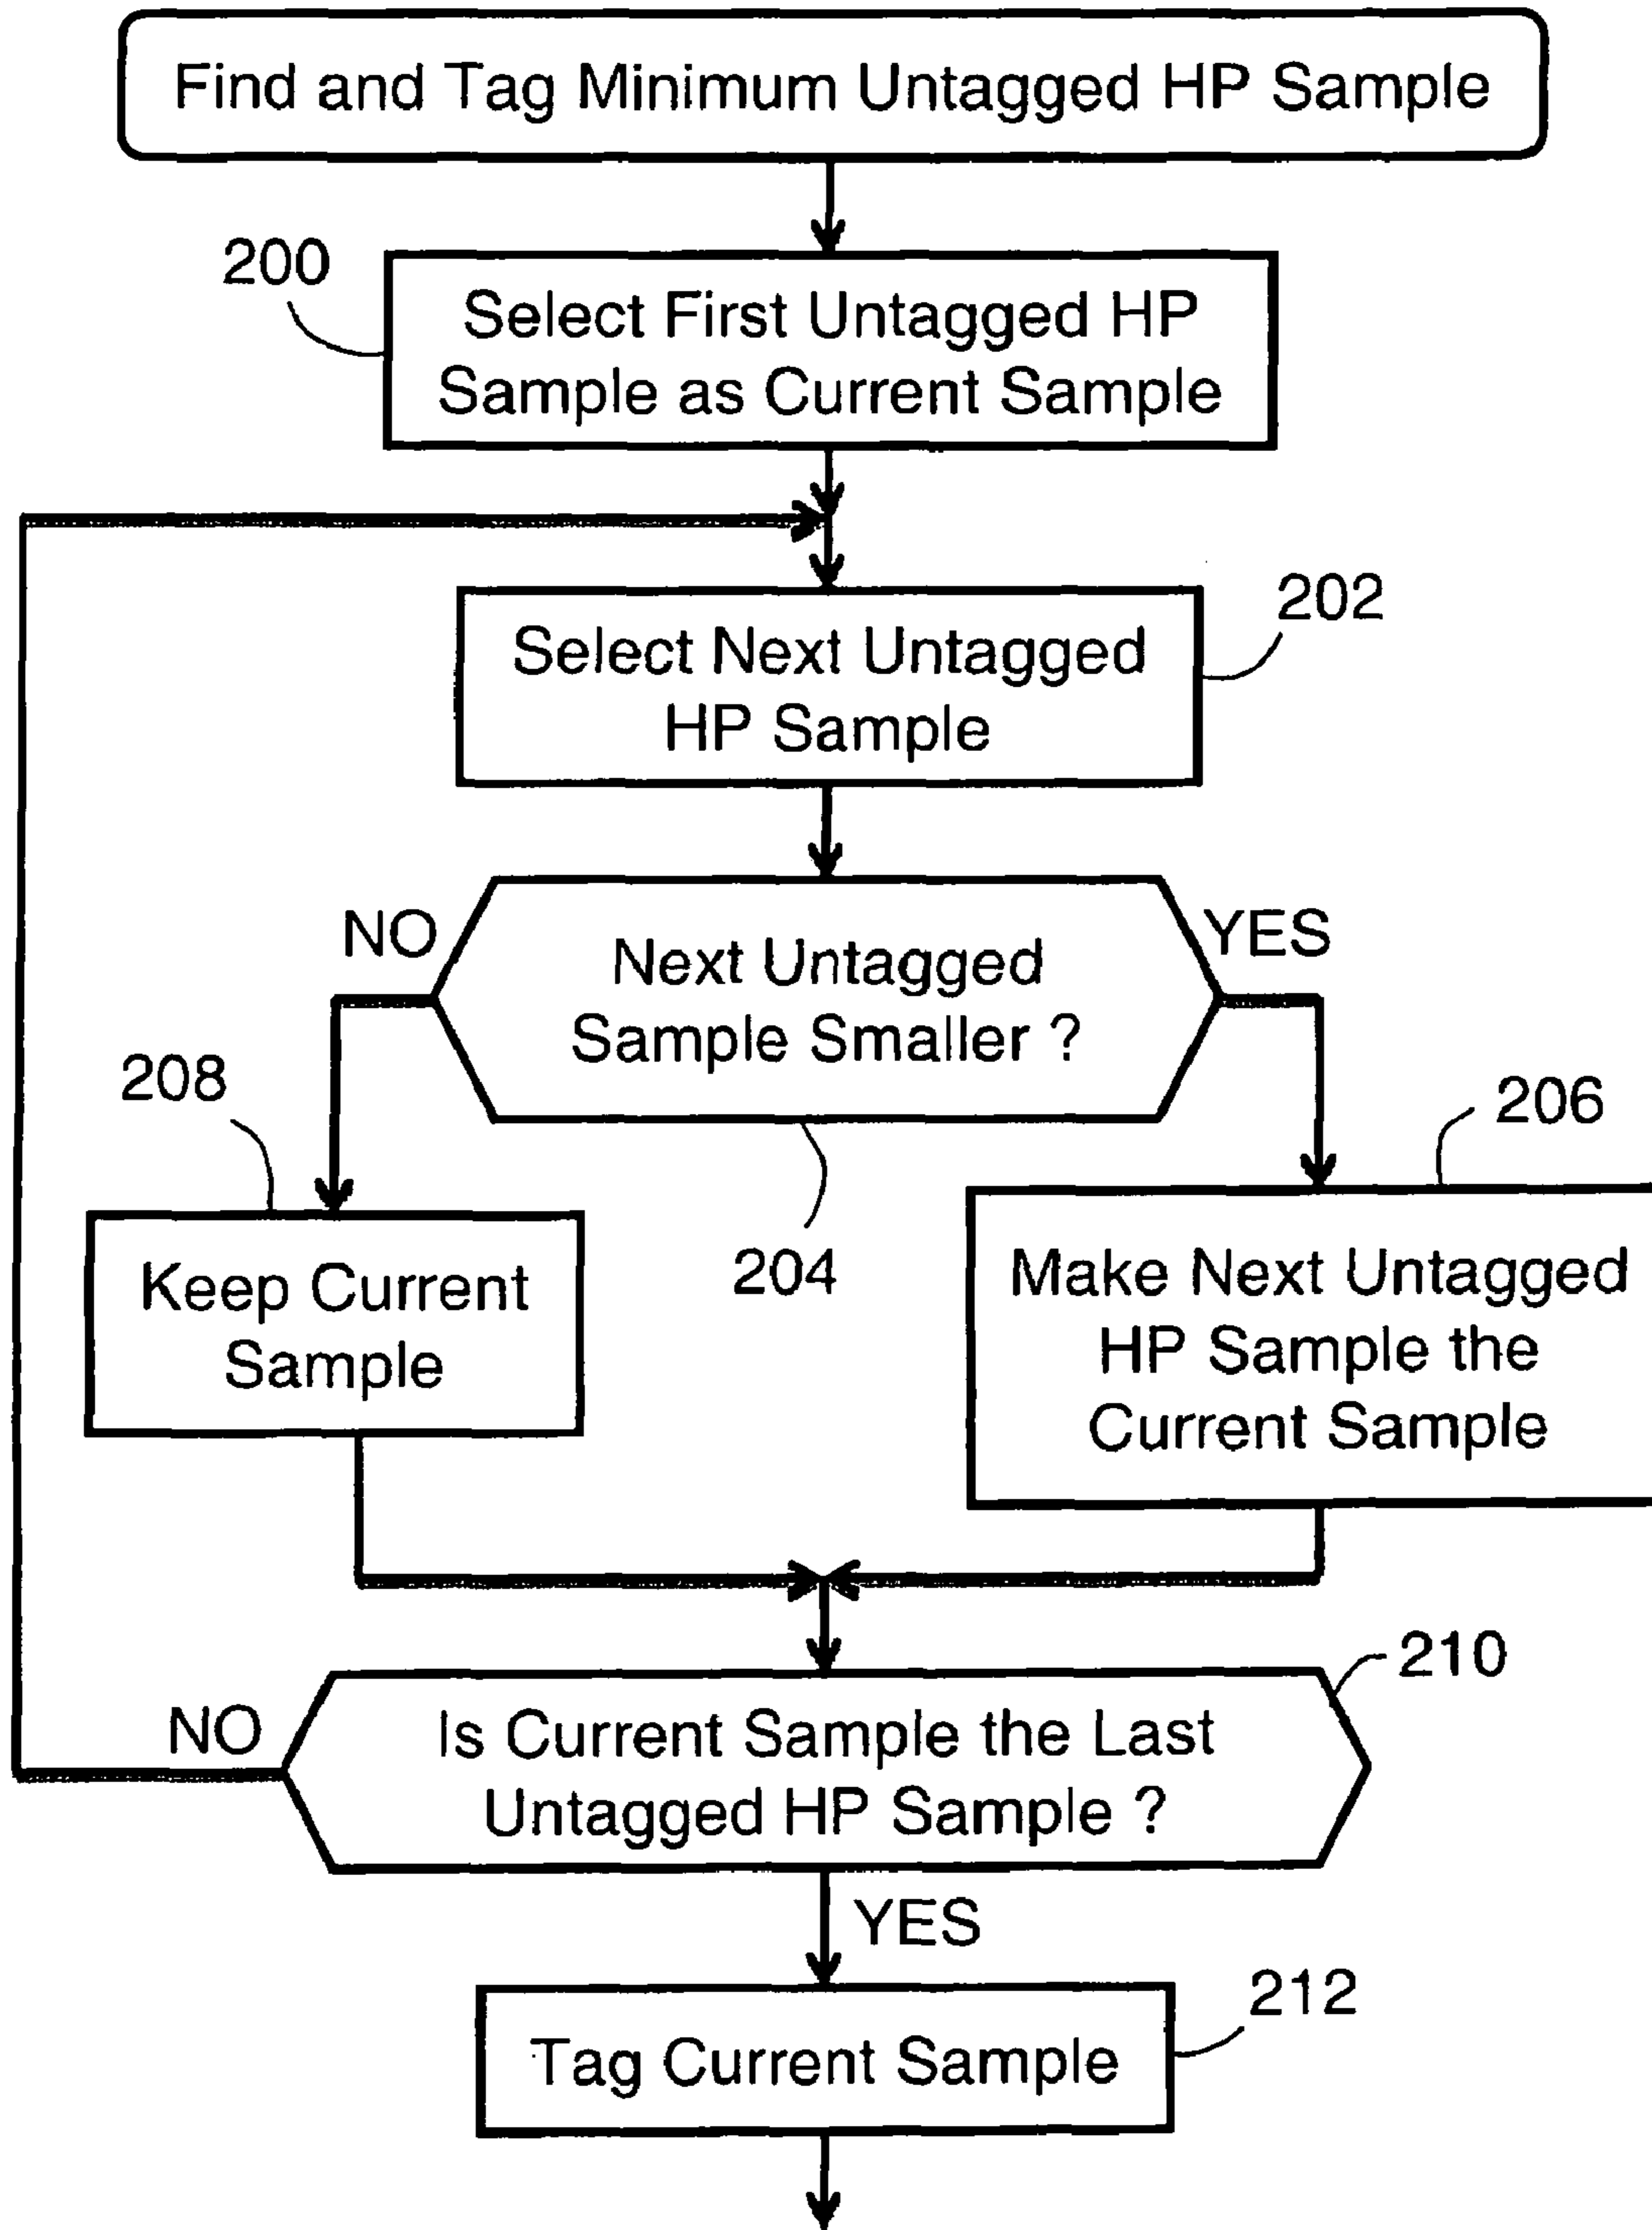 Find and Tag Minimum Untagged HP Sample
200
Select First Untagged HP
Sample as Current Sample
202
Select Next Untagged
HP Sample
NO
YES
Next Untagged
Sample Smaller ?
208
206
204
Keep Current
Sample
Make Next Untagged
HP Sample the
Current Sample
210
NO
Is Current Sample the Last
Untagged HP Sample ?
YES
212
Tag Current Sample